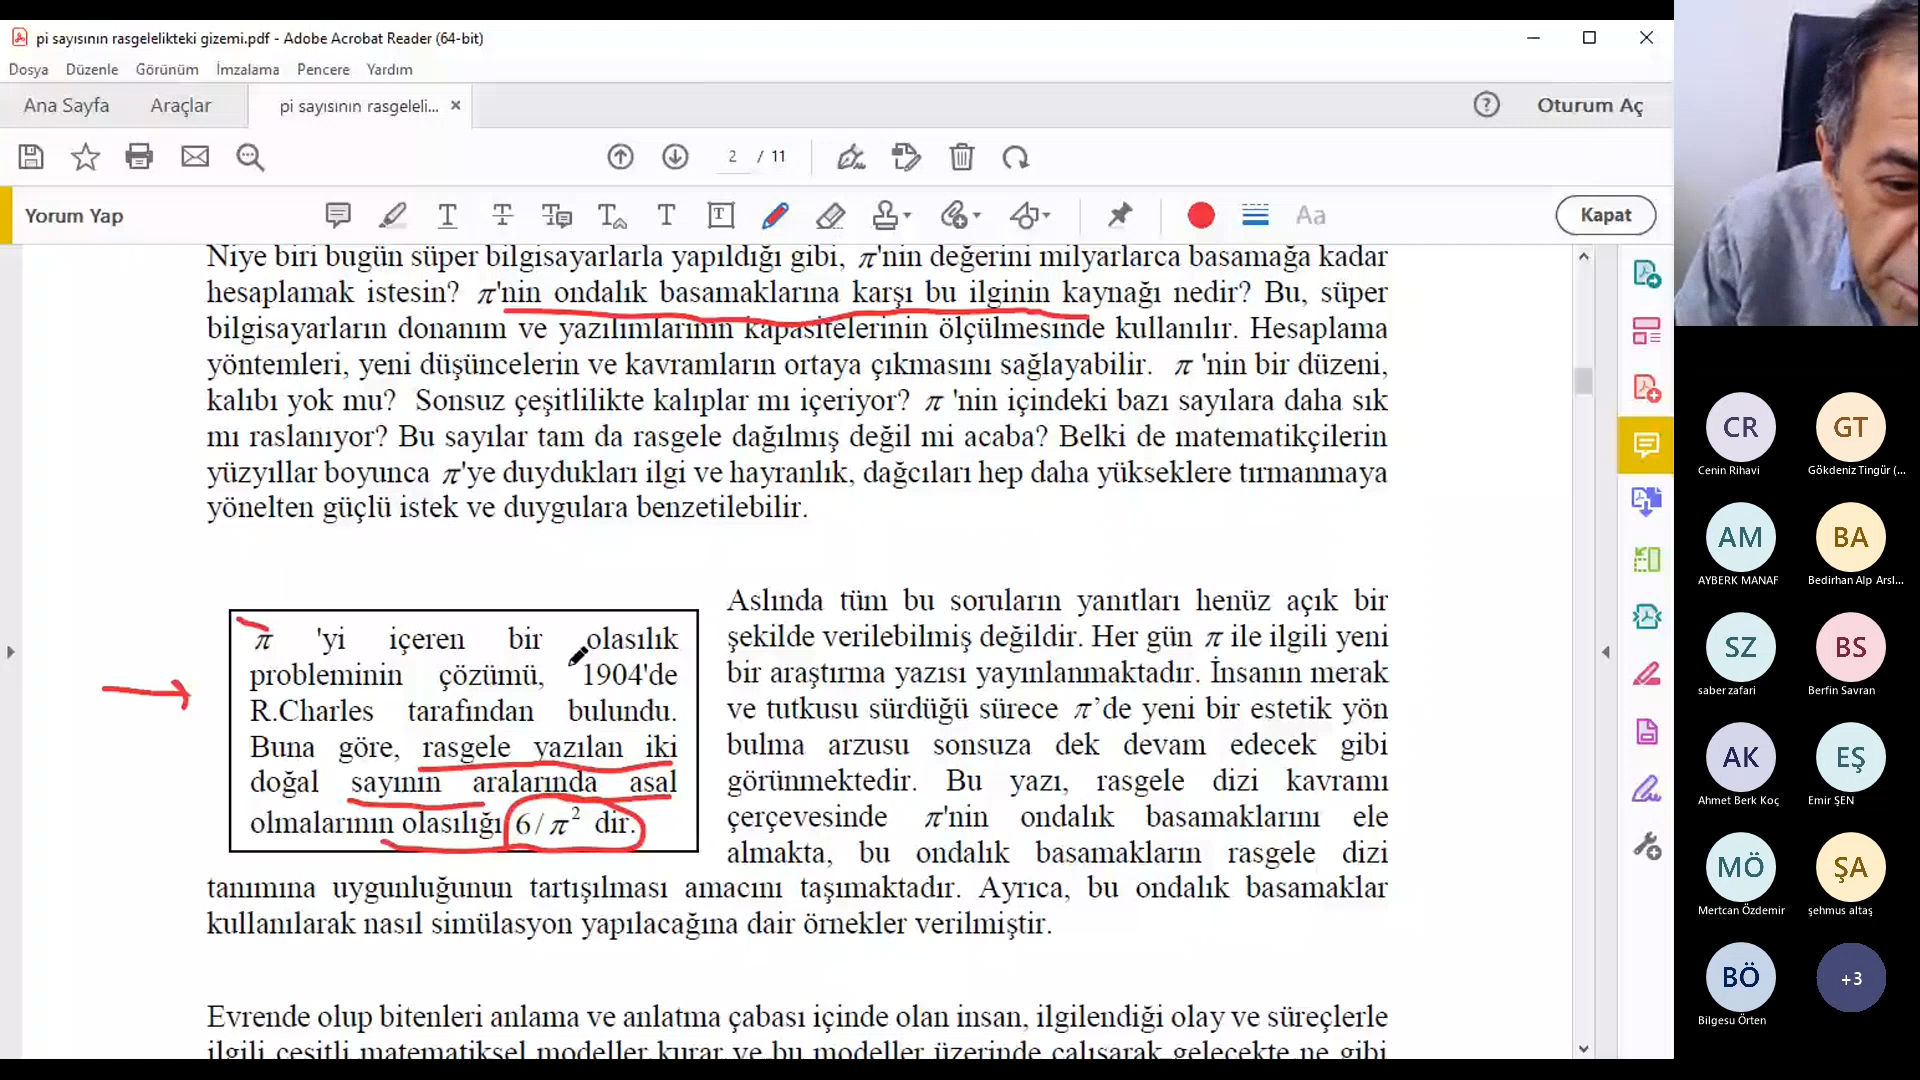 pi sayısının rasgelelikteki gizemi.pdf - Adobe Acrobat Reader (64-bit)
Dosya Düzenle Görünüm İmzalama Pencere Yardım
Ana Sayfa Araçlar pi sayısının rasgeleli... × Oturum Aç
2 / 11
Yorum Yap Aa Kapat
Niye biri bugün süper bilgisayarlarla yapıldığı gibi, π'nin değerini milyarlarca basamağa kadar
hesaplamak istesin? π'nin ondalık basamaklarına karşı bu ilginin kaynağı nedir? Bu, süper
bilgisayarların donanım ve yazılımlarının kapasitelerinin ölçülmesinde kullanılır. Hesaplama
yöntemleri, yeni düşüncelerin ve kavramların ortaya çıkmasını sağlayabilir. π 'nin bir düzeni,
kalıbı yok mu? Sonsuz çeşitlilikte kalıplar mı içeriyor? π 'nin içindeki bazı sayılara daha sık
mı raslanıyor? Bu sayılar tam da rasgele dağılmış değil mi acaba? Belki de matematikçilerin
yüzyıllar boyunca π'ye duydukları ilgi ve hayranlık, dağcıları hep daha yükseklere tırmanmaya
yönelten güçlü istek ve duygulara benzetilebilir.
π 'yi içeren bir olasılık
probleminin çözümü, 1904'de
R.Charles tarafından bulundu.
Buna göre, rasgele yazılan iki
doğal sayının aralarında asal
olmalarının olasılığı 6/π² dir.
Aslında tüm bu soruların yanıtları henüz açık bir
şekilde verilebilmiş değildir. Her gün π ile ilgili yeni
bir araştırma yazısı yayınlanmaktadır. İnsanın merak
ve tutkusu sürdüğü sürece π’de yeni bir estetik yön
bulma arzusu sonsuza dek devam edecek gibi
görünmektedir. Bu yazı, rasgele dizi kavramı
çerçevesinde π'nin ondalık basamaklarını ele
almakta, bu ondalık basamakların rasgele dizi
tanımına uygunluğunun tartışılması amacını taşımaktadır. Ayrıca, bu ondalık basamaklar
kullanılarak nasıl simülasyon yapılacağına dair örnekler verilmiştir.
Evrende olup bitenleri anlama ve anlatma çabası içinde olan insan, ilgilendiği olay ve süreçlerle
ilgili çeşitli matematiksel modeller kurar ve bu modeller üzerinde çalışarak gelecekte ne gibi
CR GT
Cenin Rihavi Gökdeniz Tingür (...
AM BA
AYBERK MANAF Bedirhan Alp Arsl...
SZ BS
saber zafari Berfin Savran
AK EŞ
Ahmet Berk Koç Emir ŞEN
MÖ ŞA
Mertcan Özdemir şehmus altaş
BÖ +3
Bilgesu Örten